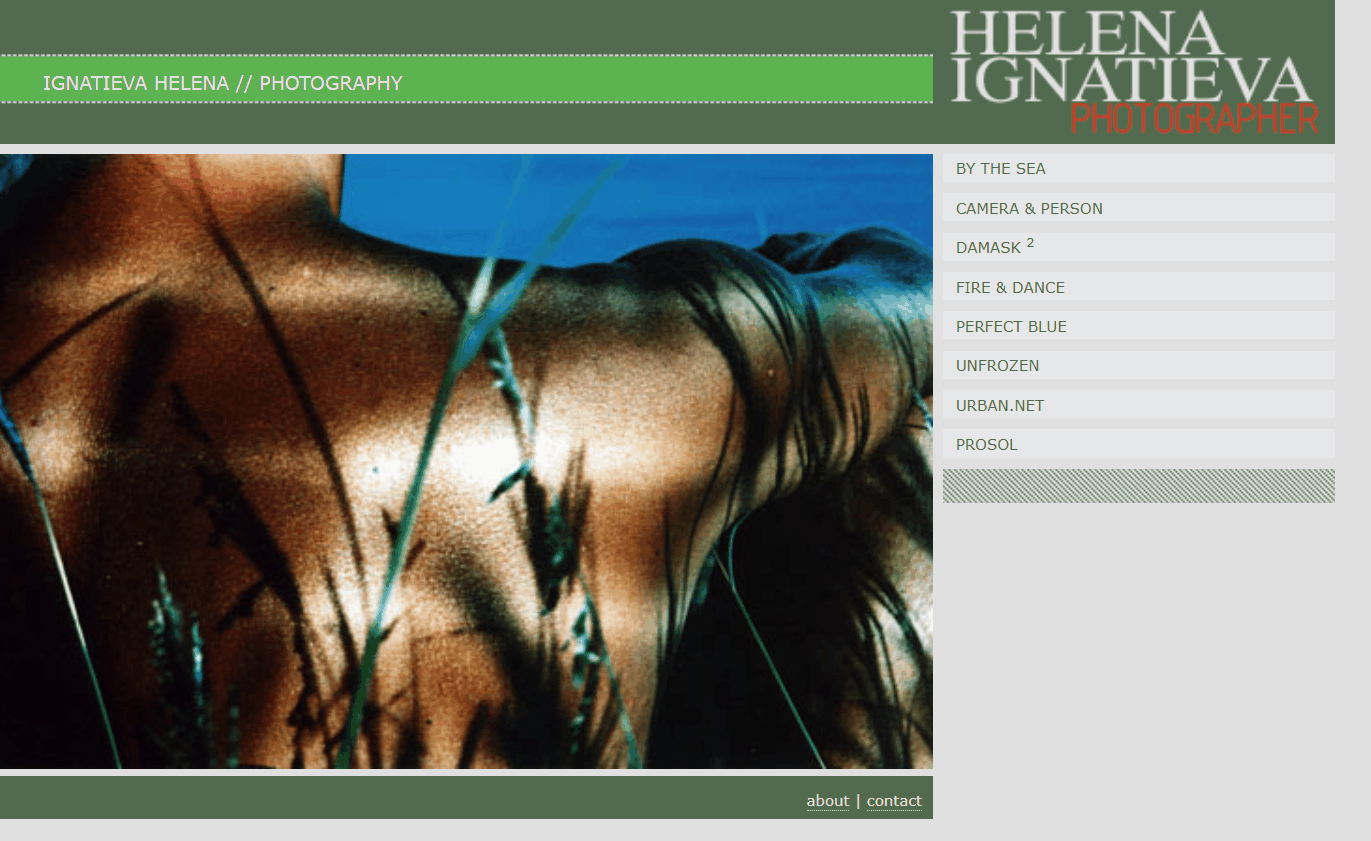 IGNATIEVA HELENA // PHOTOGRAPHY
HELENA
IGNATIEVA
PHOTOGRAPHER
BY THE SEA
CAMERA & PERSON
DAMASK 2
FIRE & DANCE
PERFECT BLUE
UNFROZEN
URBAN.NET
PROSOL
about | contact